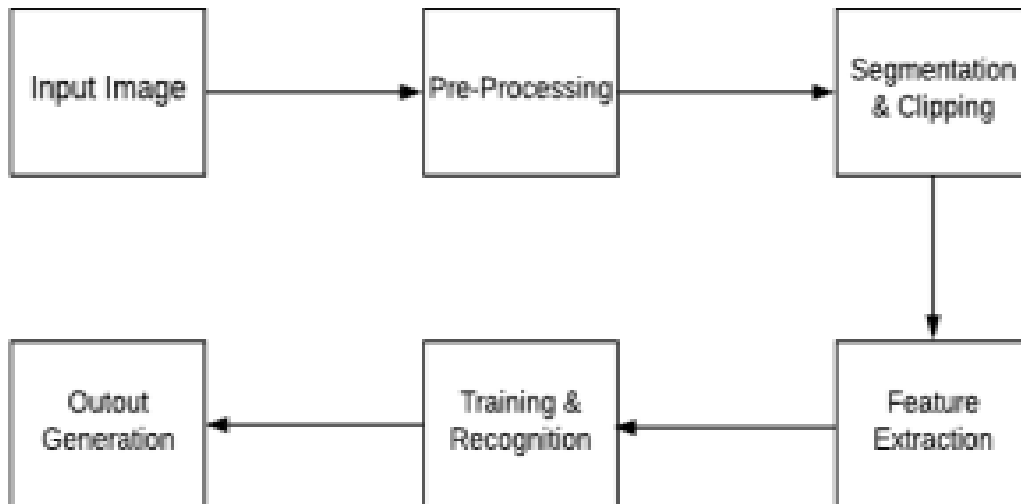 Input Image
Pre-Processing
Segmentation
& Clipping
Feature
Extraction
Training &
Recognition
Outout
Generation